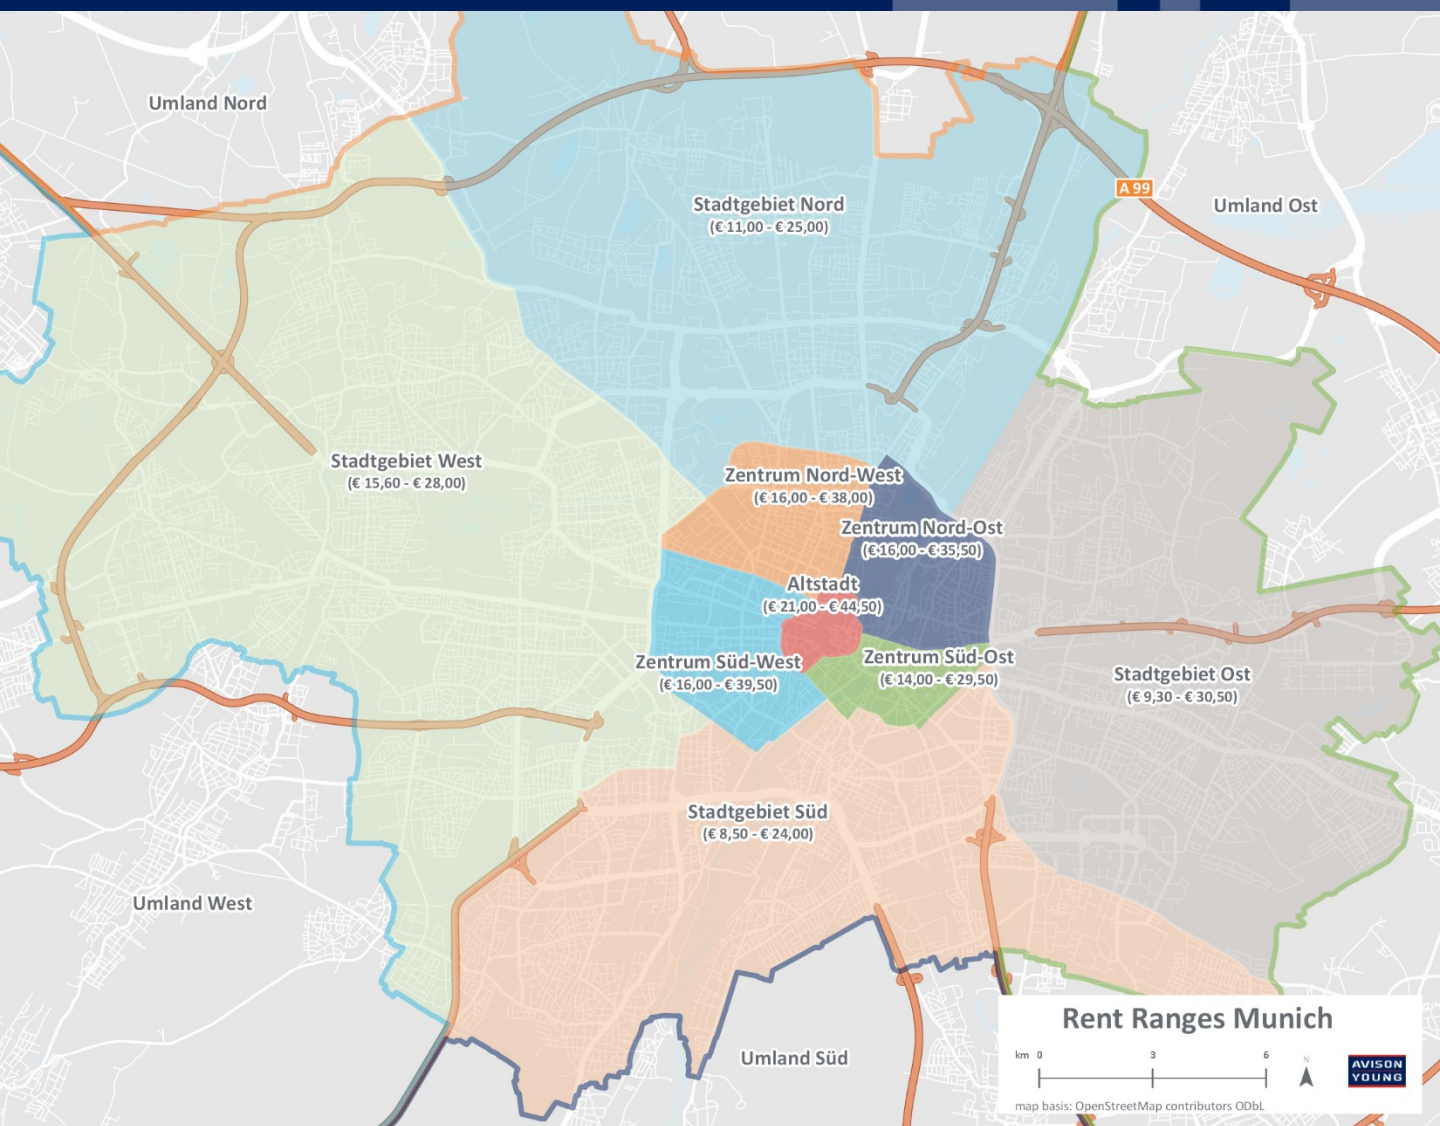 Umland Nord
Stadtgebiet Nord
(€ 11,00 - € 25,00)
A 99
Umland Ost
Stadtgebiet West
(€ 15,60 - € 28,00)
Zentrum Nord-West
(€ 16,00 - € 38,00)
Zentrum Nord-Ost
(€ 16,00 - € 35,50)
Altstadt
(€ 21,00 - € 44,50)
Zentrum Süd-West
(€ 16,00 - € 39,50)
Zentrum Süd-Ost
(€ 14,00 - € 29,50)
Stadtgebiet Ost
(€ 9,30 - € 30,50)
Stadtgebiet Süd
(€ 8,50 - € 24,00)
Umland West
Umland Süd
Rent Ranges Munich
km 0 3 6
N
AVISON
YOUNG
map basis: OpenStreetMap contributors ODbL